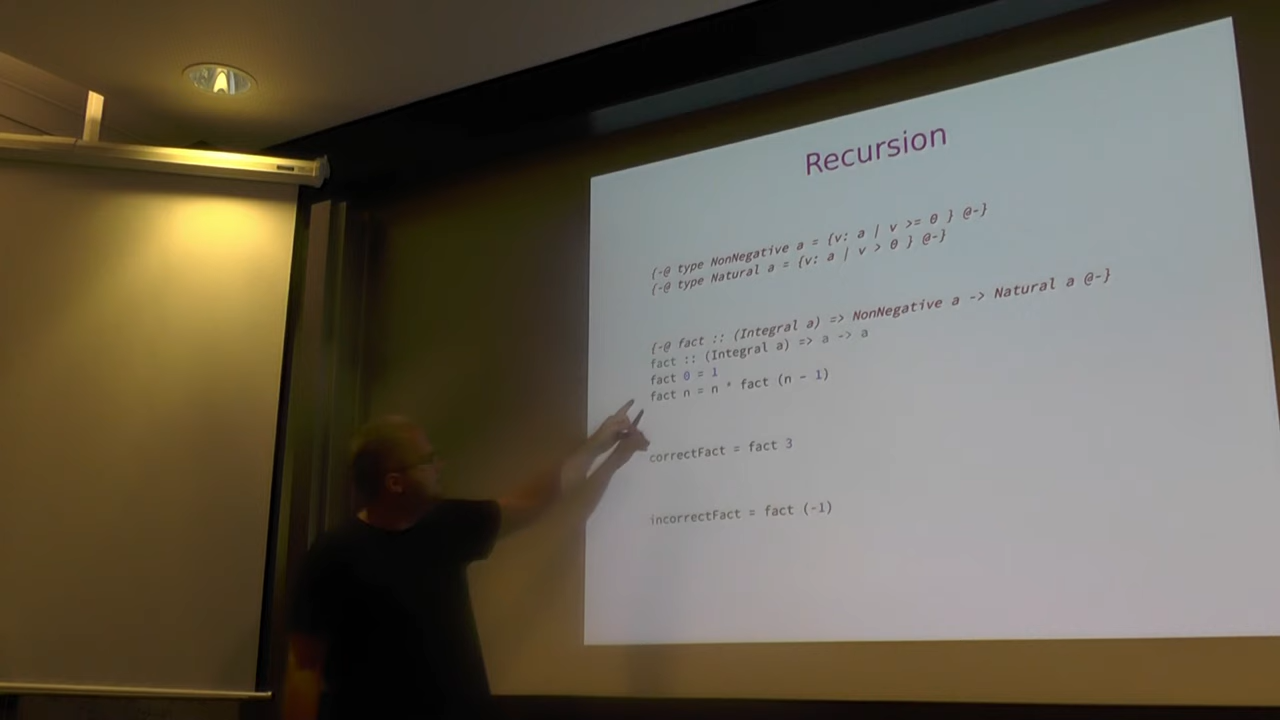 Recursion
{-@ type NonNegative a = {v: a | v >= 0 } @-}
{-@ type Natural a = {v: a | v > 0 } @-}
{-@ fact :: (Integral a) => NonNegative a -> Natural a @-}
fact :: (Integral a) => a -> a
fact 0 = 1
fact n = n * fact (n - 1)
correctFact = fact 3
incorrectFact = fact (-1)